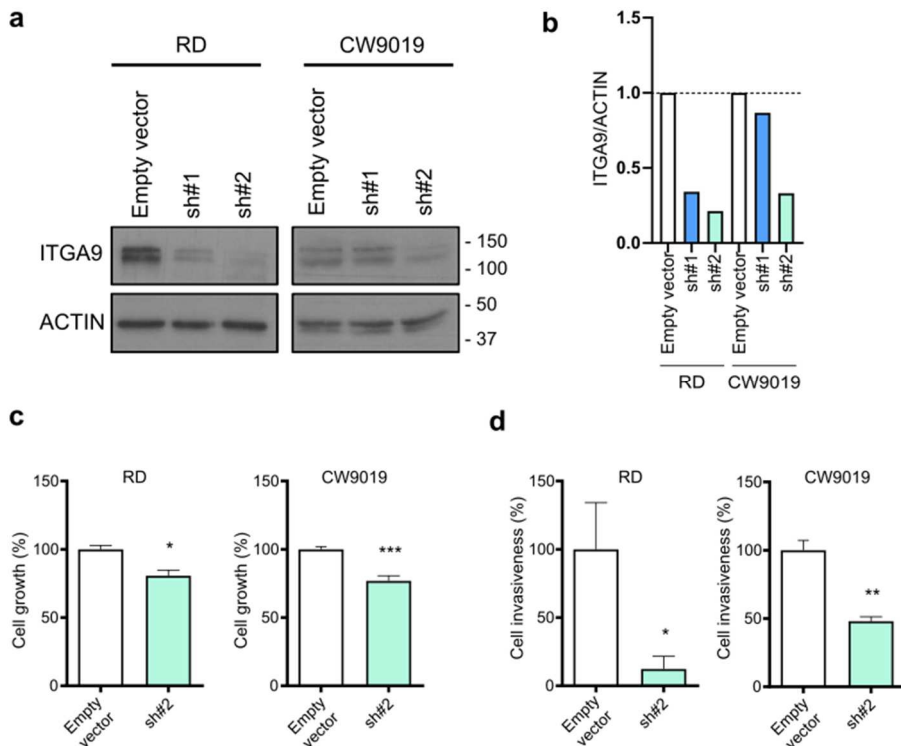 a
RD
CW9019
Empty vector
sh#1
sh#2
Empty vector
sh#1
sh#2
ITGA9
- 150
- 100
ACTIN
- 50
- 37
b
ITGA9/ACTIN
1.5
1.0
0.5
0.0
Empty vector
sh#1
sh#2
Empty vector
sh#1
sh#2
RD
CW9019
c
RD
Cell growth (%)
150
100
50
0
*
Empty
vector
sh#2
CW9019
Cell growth (%)
150
100
50
0
***
Empty
vector
sh#2
d
RD
Cell invasiveness (%)
150
100
50
0
*
Empty
vector
sh#2
CW9019
Cell invasiveness (%)
150
100
50
0
**
Empty
vector
sh#2